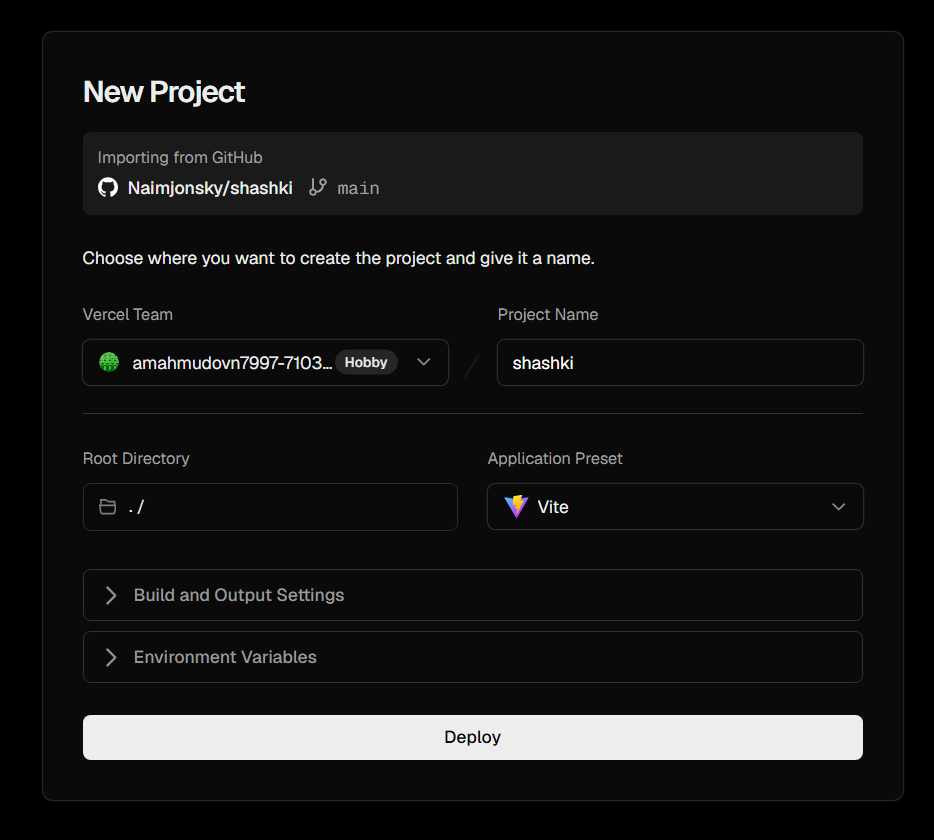 New Project
Importing from GitHub
Naimjonsky/shashki main
Choose where you want to create the project and give it a name.
Vercel Team
Project Name
amahmudovn7997-7103... Hobby
/
shashki
Root Directory
Application Preset
./
Vite
Build and Output Settings
Environment Variables
Deploy